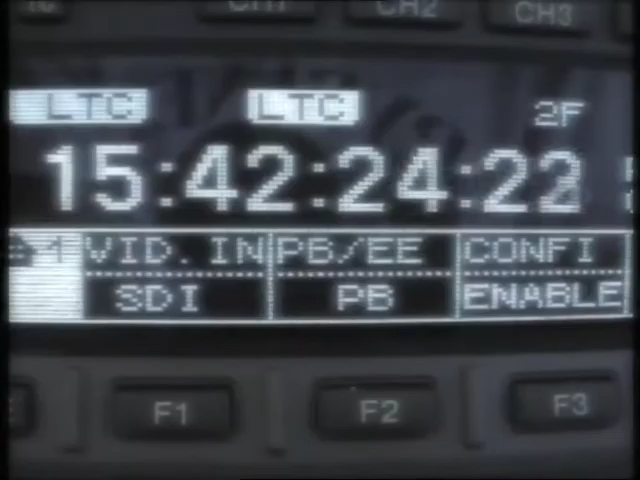 CH1 CH2 CH3
LTC LTC 2F
15:42:24:22
VID. IN PB/EE CONFI
SDI PB ENABLE
F1 F2 F3